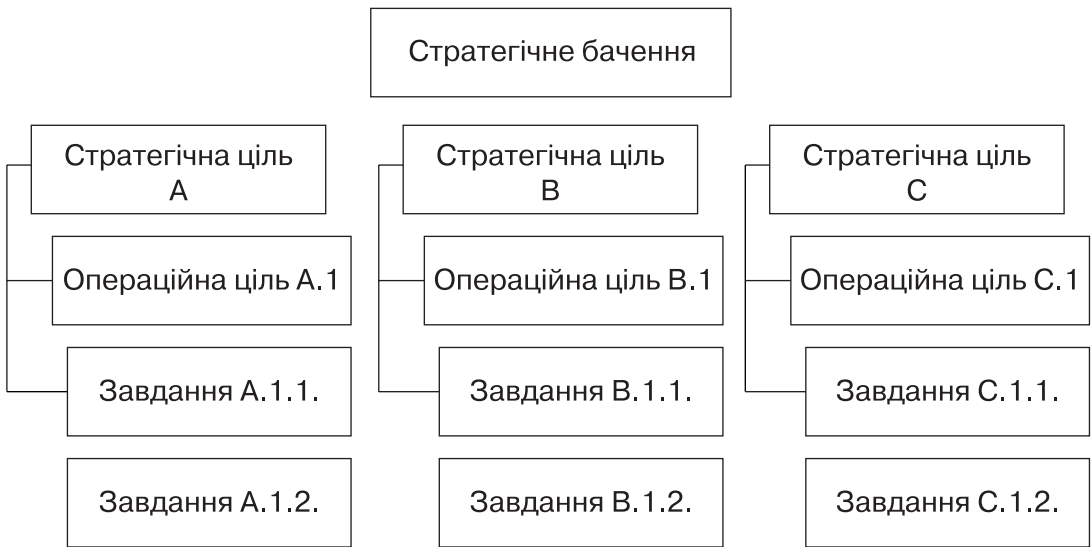 Стратегічне бачення
Стратегічна ціль
А
Стратегічна ціль
В
Стратегічна ціль
С
Операційна ціль А.1
Операційна ціль В.1
Операційна ціль С.1
Завдання А.1.1.
Завдання В.1.1.
Завдання С.1.1.
Завдання А.1.2.
Завдання В.1.2.
Завдання С.1.2.